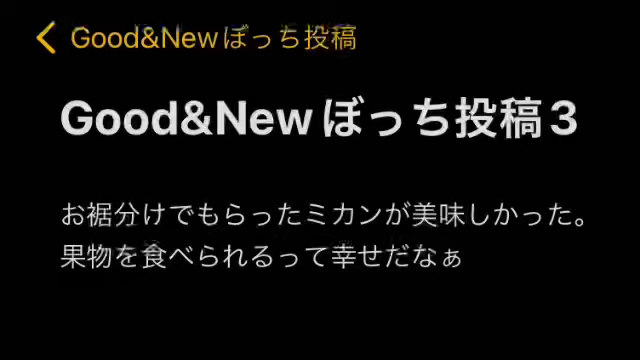 Good&Newぼっち投稿
Good&Newぼっち投稿3
お裾分けでもらったミカンが美味しかった。
果物を食べられるって幸せだなぁ